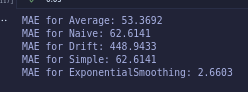 MAE for Average: 53.3692
MAE for Naive: 62.6141
MAE for Drift: 448.9433
MAE for Simple: 62.6141
MAE for ExponentialSmoothing: 2.6603